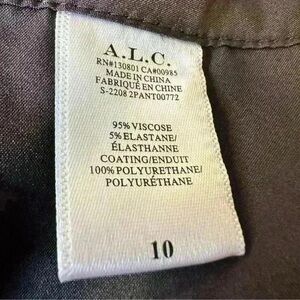 A.L.C.
RN#130801 CA#00985
MADE IN CHINA
FABRIQUÉ EN CHINE
S-2208 2PANT00772
95% VISCOSE
5% ELASTANE/
ÉLASTHANNE
COATING/ENDUIT
100% POLYURETHANE/
POLYURÉTHANE
10